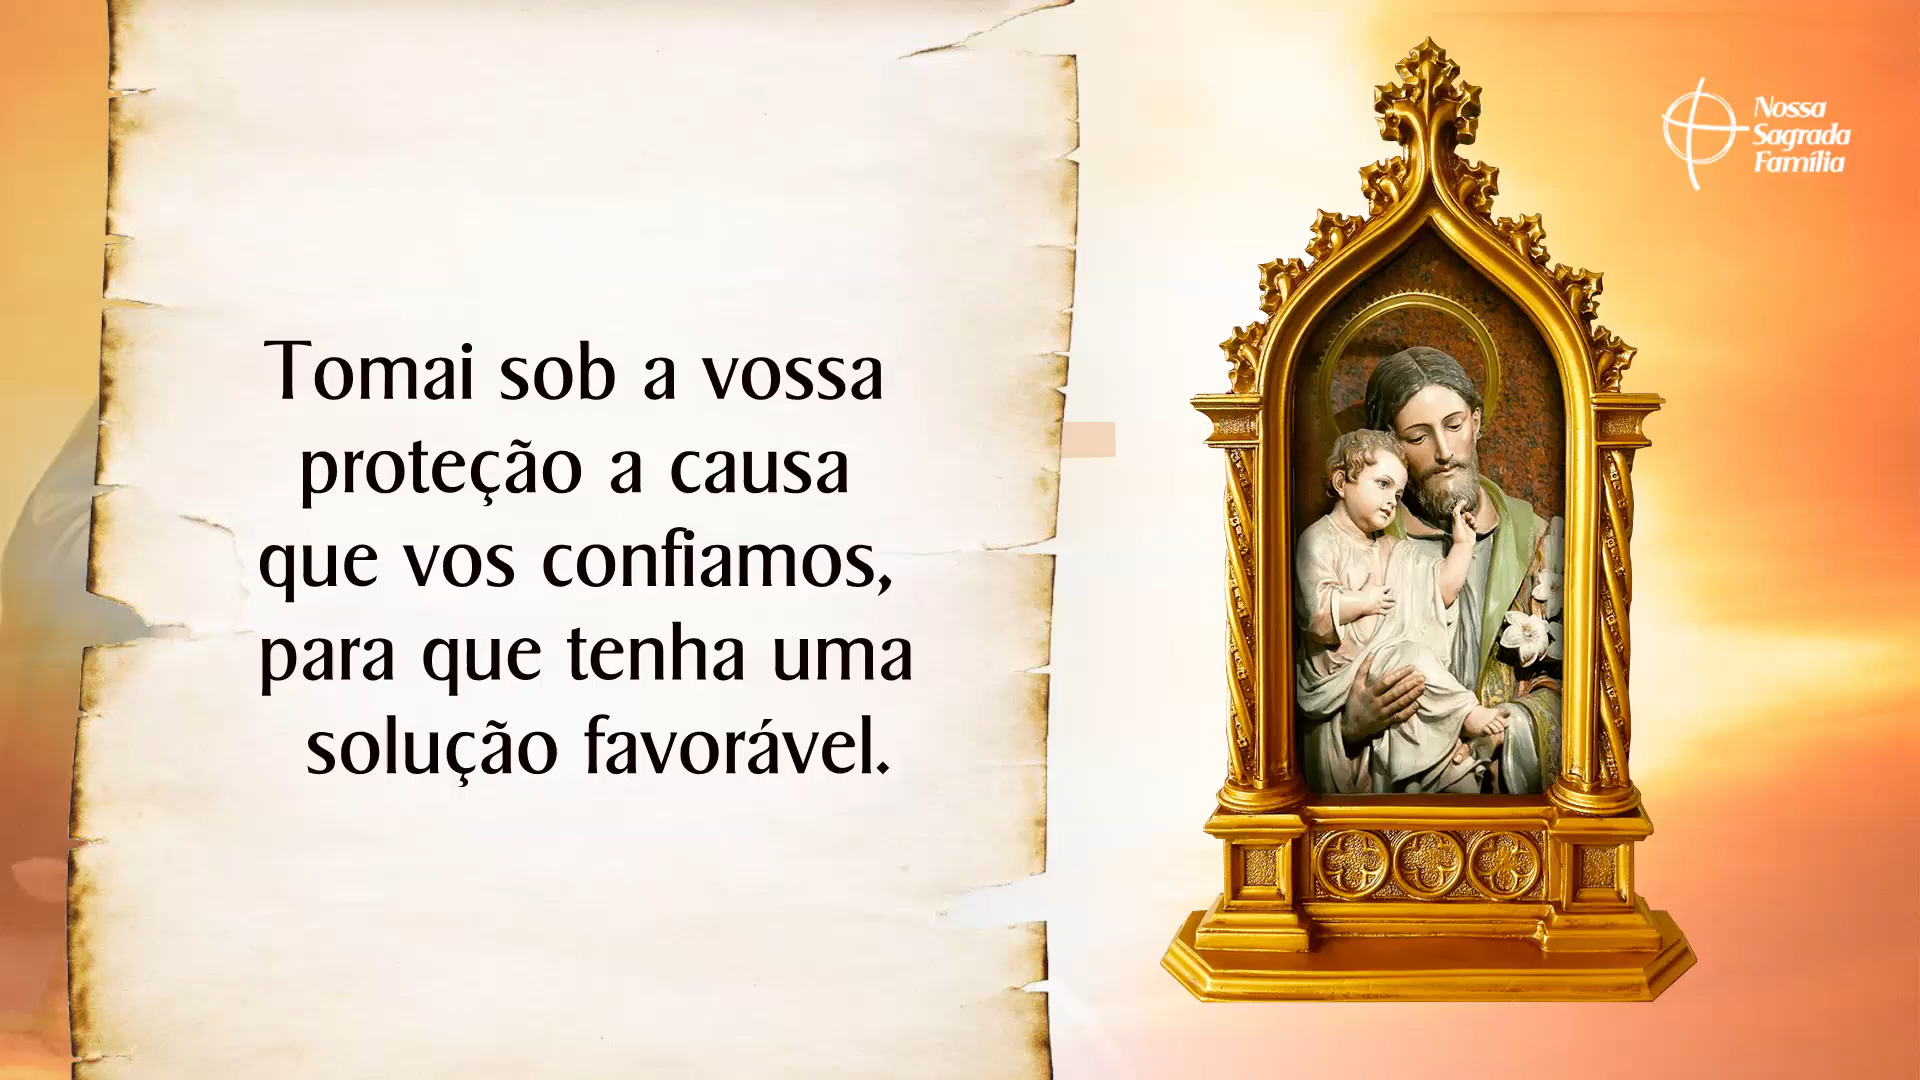 Tomai sob a vossa
proteção a causa
que vos confiamos,
para que tenha uma
solução favorável.
Nossa
Sagrada
Família